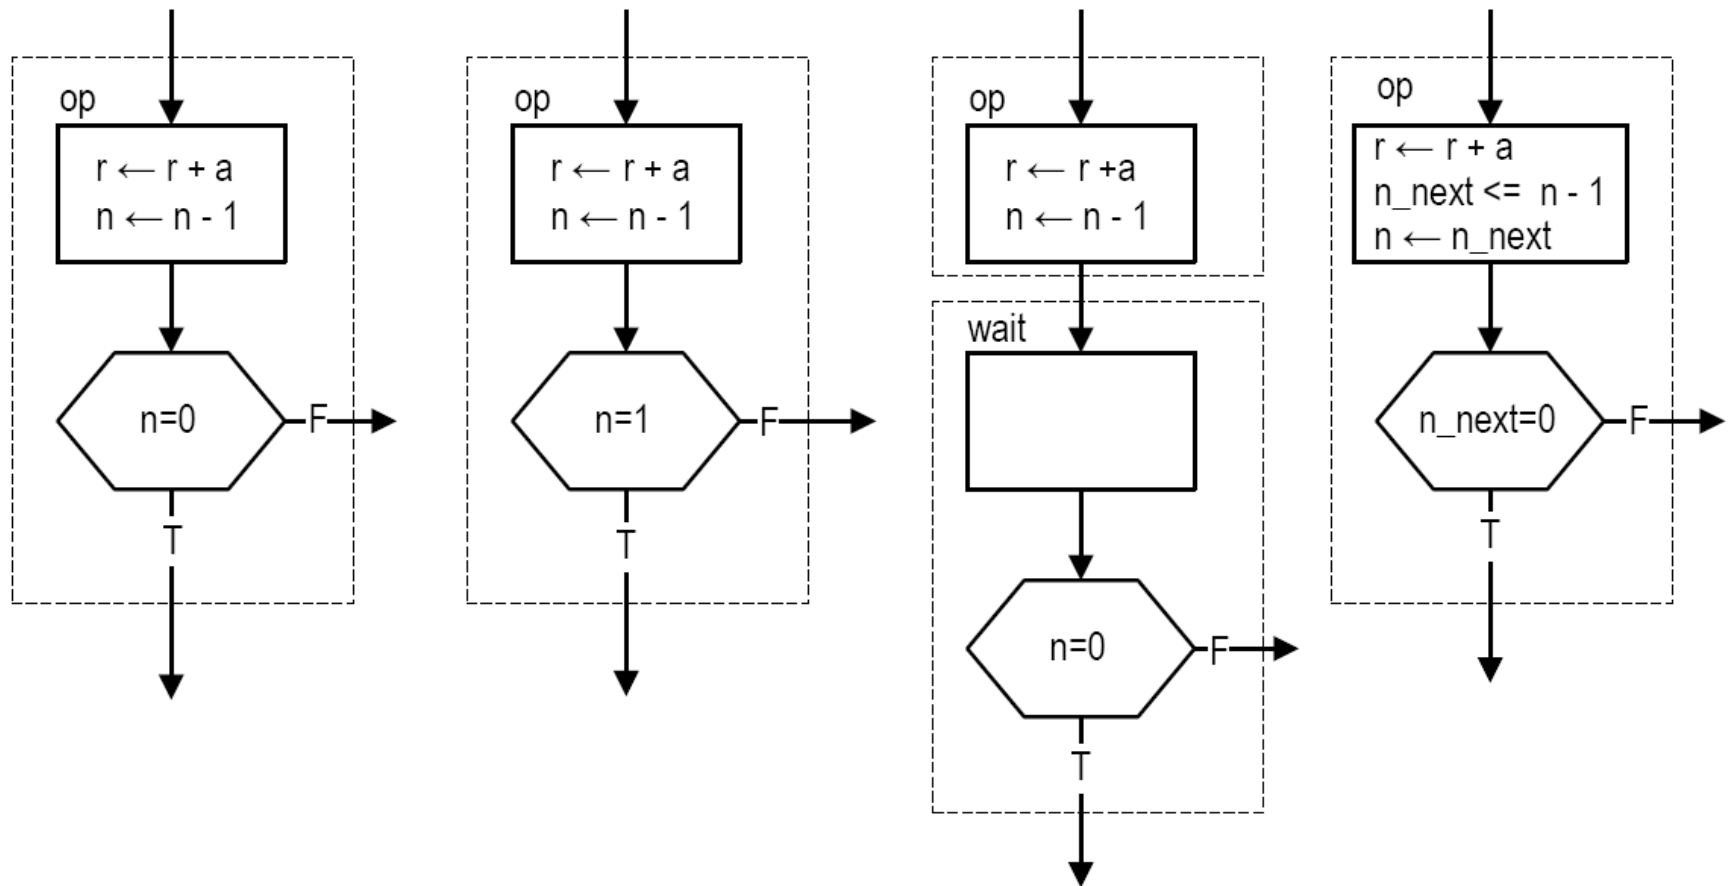 op
r ← r + a
n ← n - 1
n=0
F
T
op
r ← r + a
n ← n - 1
n=1
F
T
op
r ← r +a
n ← n - 1
wait
n=0
F
T
op
r ← r + a
n_next <= n - 1
n ← n_next
n_next=0
F
T